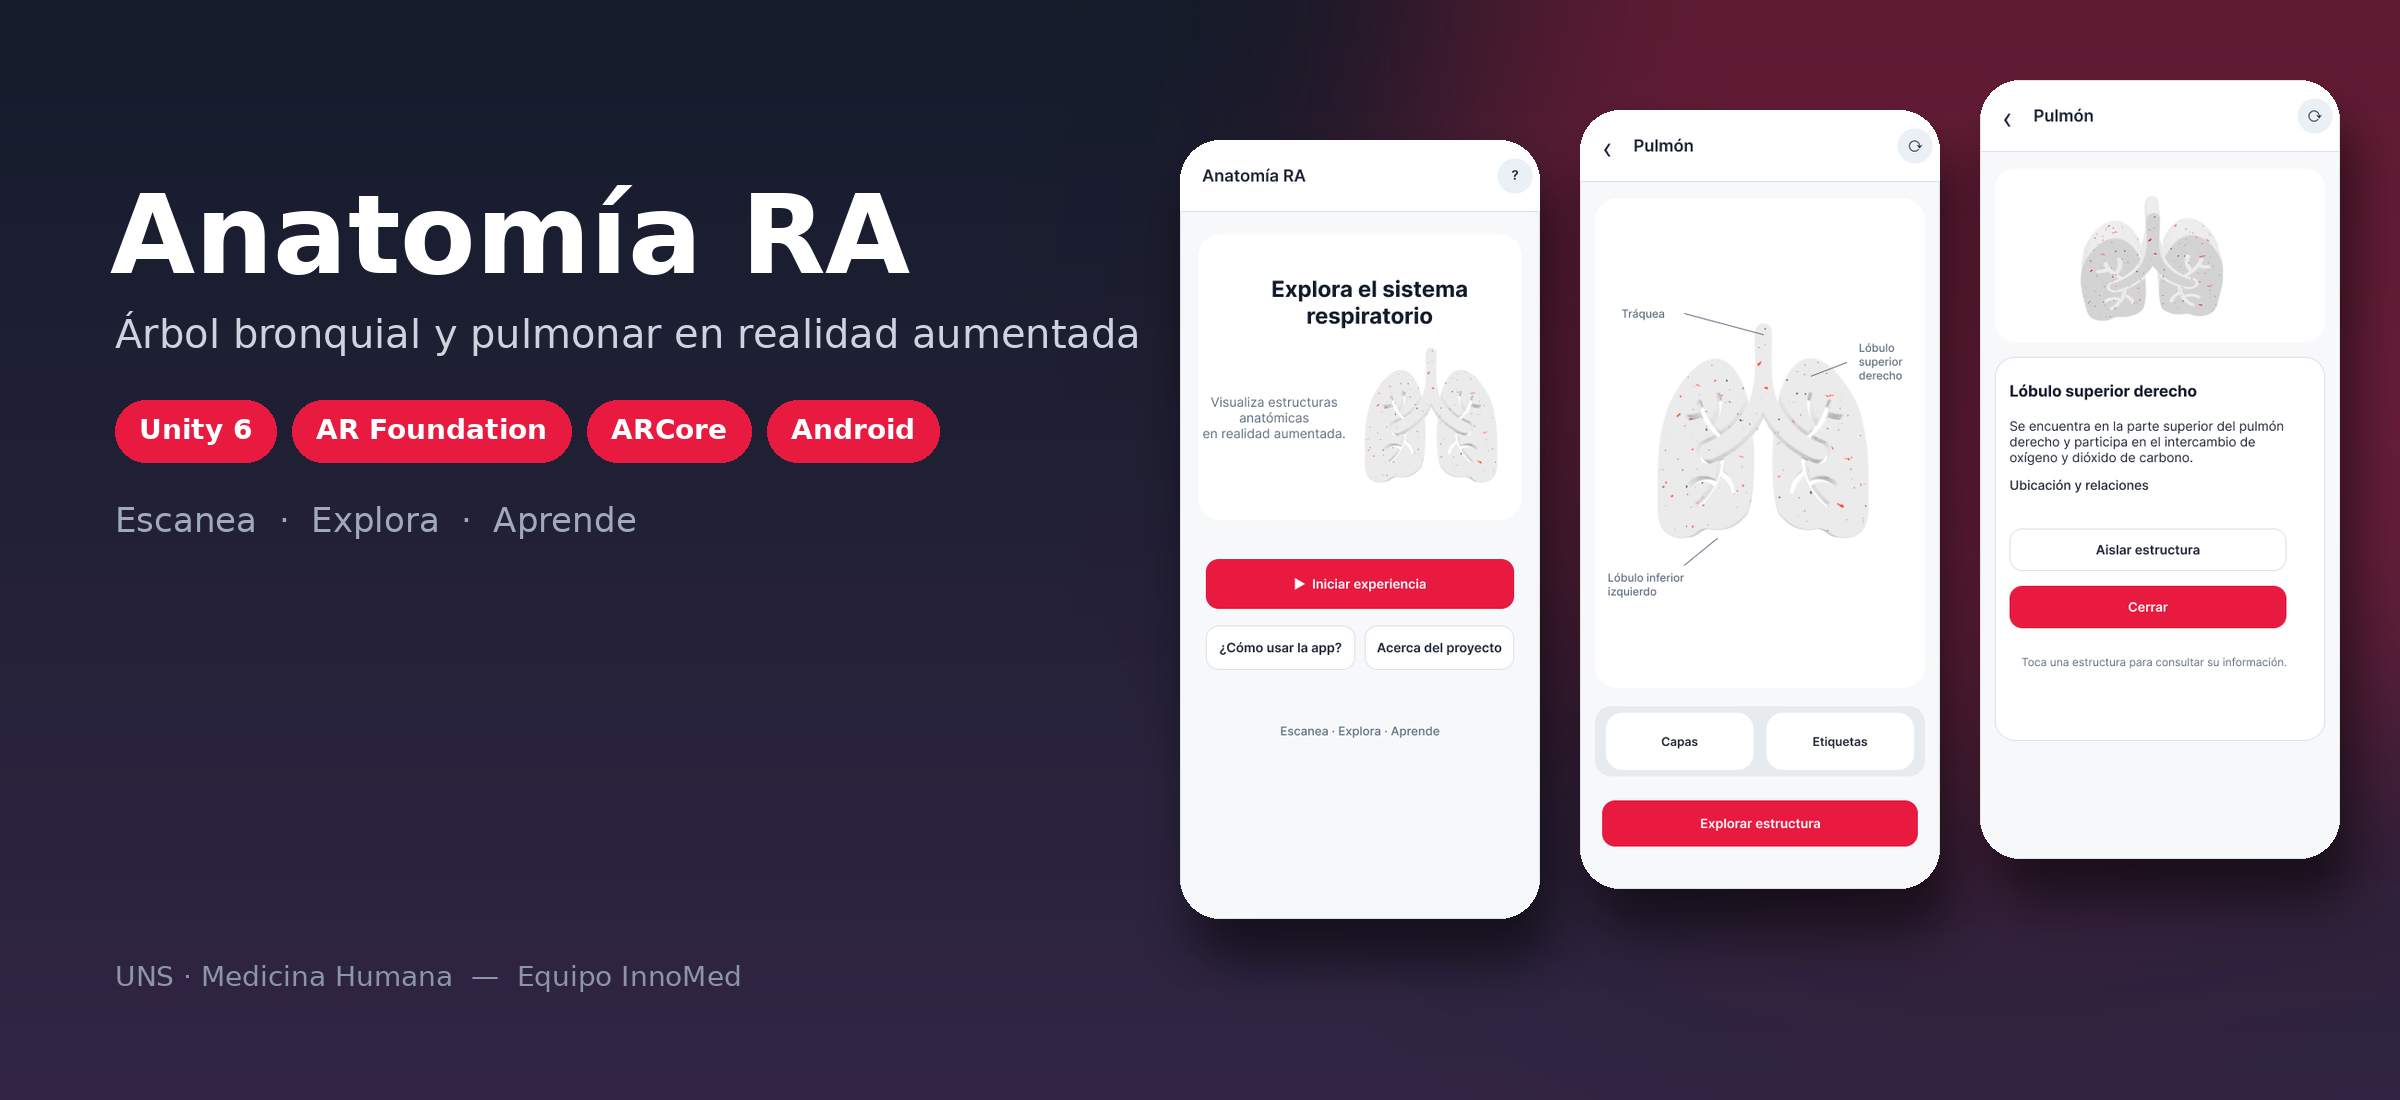 Anatomía RA
Árbol bronquial y pulmonar en realidad aumentada
Unity 6
AR Foundation
ARCore
Android
Escanea · Explora · Aprende
UNS · Medicina Humana — Equipo InnoMed
Anatomía RA
?
Explora el sistema
respiratorio
Visualiza estructuras
anatómicas
en realidad aumentada.
▶ Iniciar experiencia
¿Cómo usar la app?
Acerca del proyecto
Escanea · Explora · Aprende
‹ Pulmón ⟳
Tráquea
Lóbulo
superior
derecho
Lóbulo inferior
izquierdo
Capas
Etiquetas
Explorar estructura
‹ Pulmón ⟳
Lóbulo superior derecho
Se encuentra en la parte superior del pulmón
derecho y participa en el intercambio de
oxígeno y dióxido de carbono.
Ubicación y relaciones
Aislar estructura
Cerrar
Toca una estructura para consultar su información.